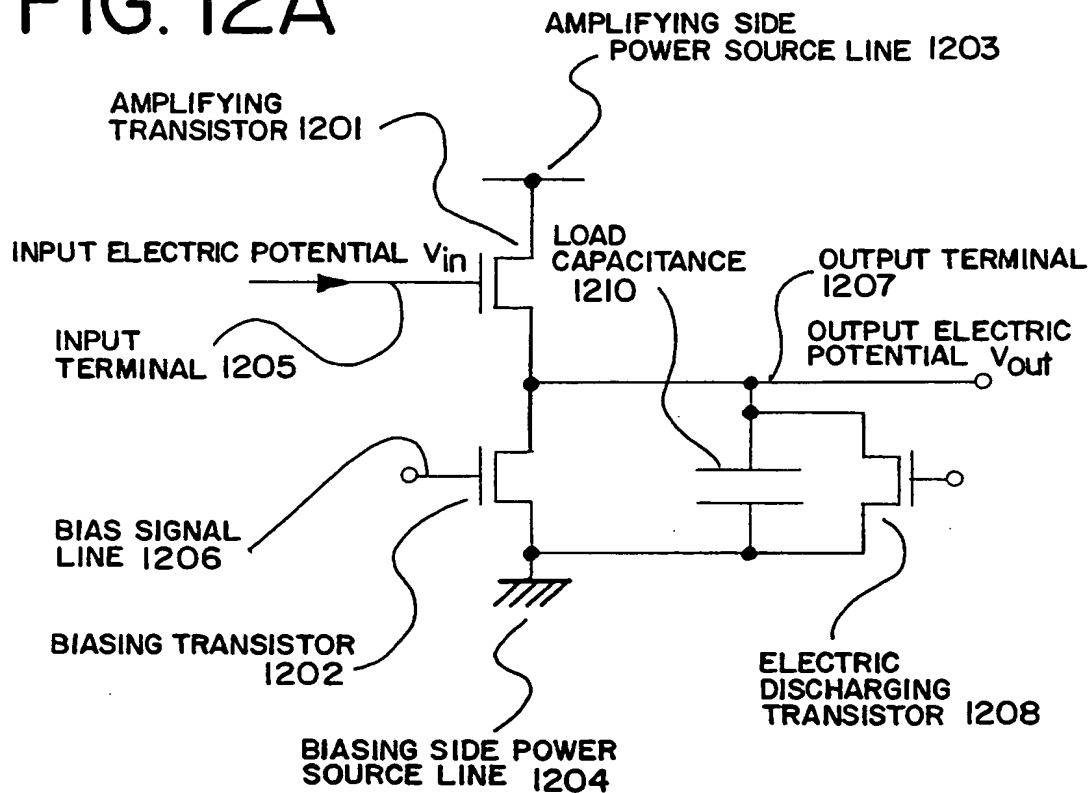 FIG. 12A
AMPLIFYING SIDE
POWER SOURCE LINE 1203
AMPLIFYING
TRANSISTOR 1201
INPUT ELECTRIC POTENTIAL Vin
LOAD
CAPACITANCE
1210
OUTPUT TERMINAL
1207
INPUT
TERMINAL 1205
OUTPUT ELECTRIC
POTENTIAL Vout
BIAS SIGNAL
LINE 1206
BIASING TRANSISTOR
1202
ELECTRIC
DISCHARGING
TRANSISTOR 1208
BIASING SIDE POWER
SOURCE LINE 1204